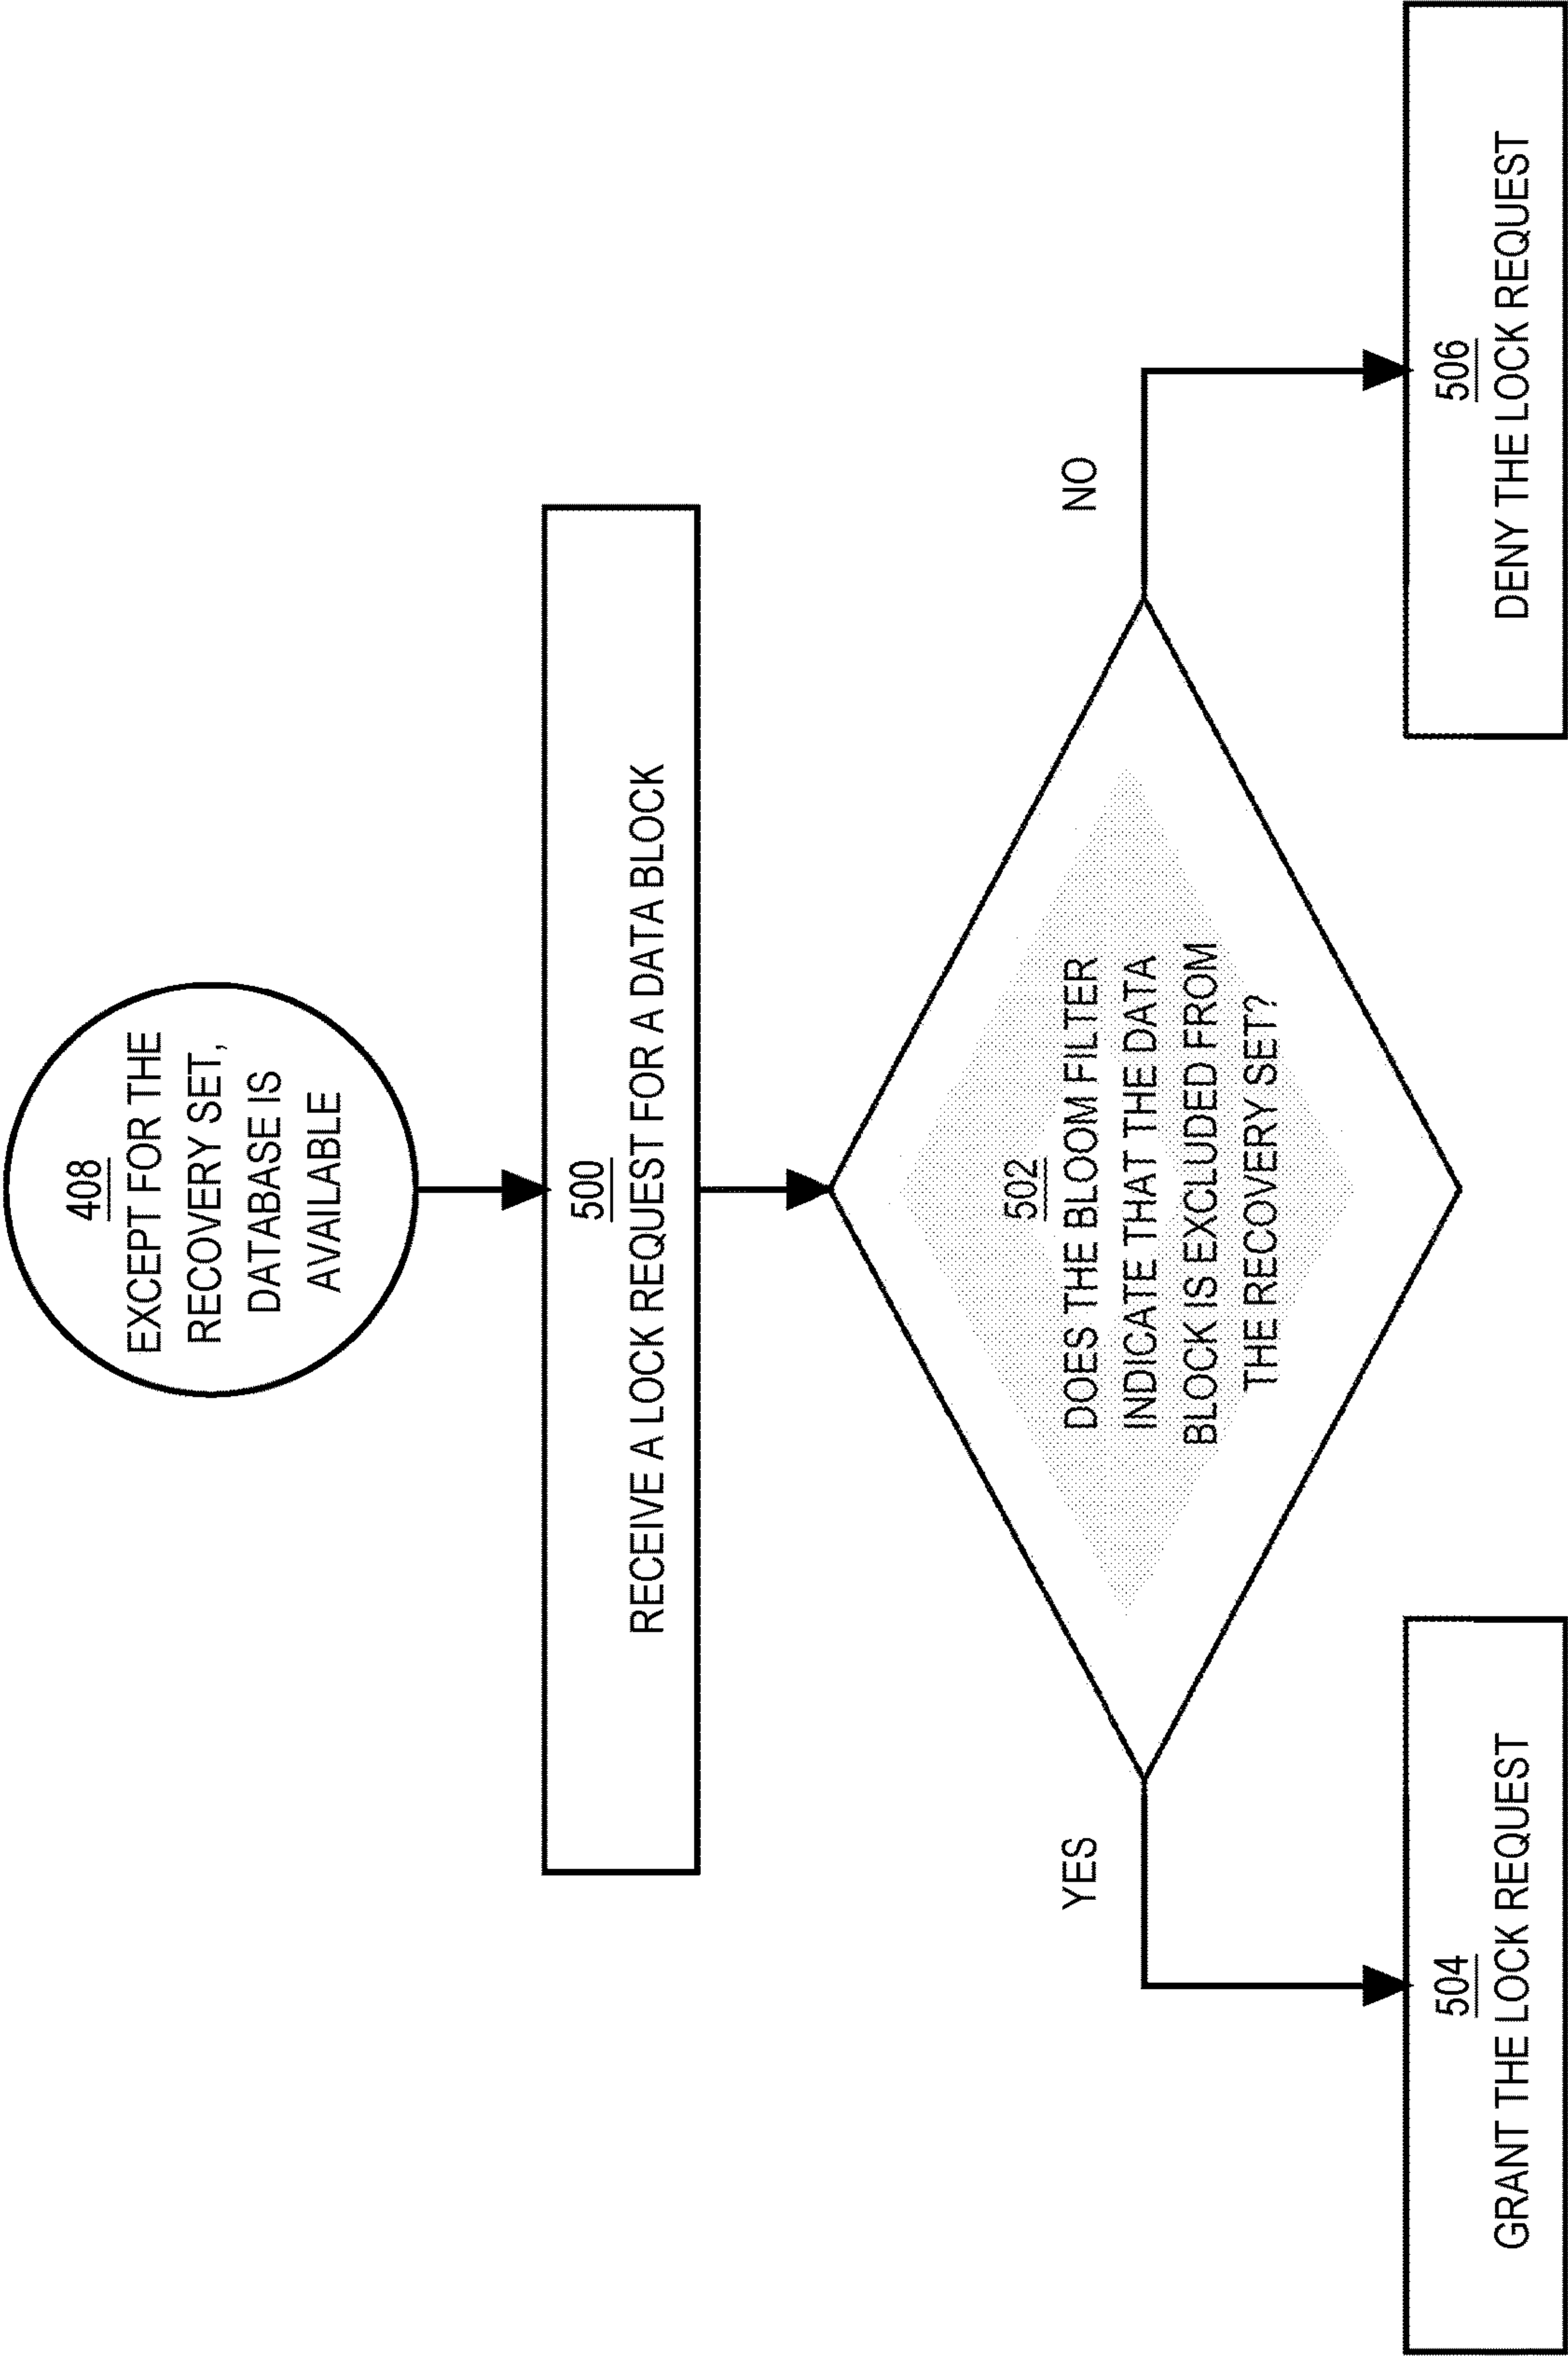 408
EXCEPT FOR THE
RECOVERY SET,
DATABASE IS
AVAILABLE
500
RECEIVE A LOCK REQUEST FOR A DATA BLOCK
502
DOES THE BLOOM FILTER
INDICATE THAT THE DATA
BLOCK IS EXCLUDED FROM
THE RECOVERY SET?
YES
NO
504
GRANT THE LOCK REQUEST
506
DENY THE LOCK REQUEST